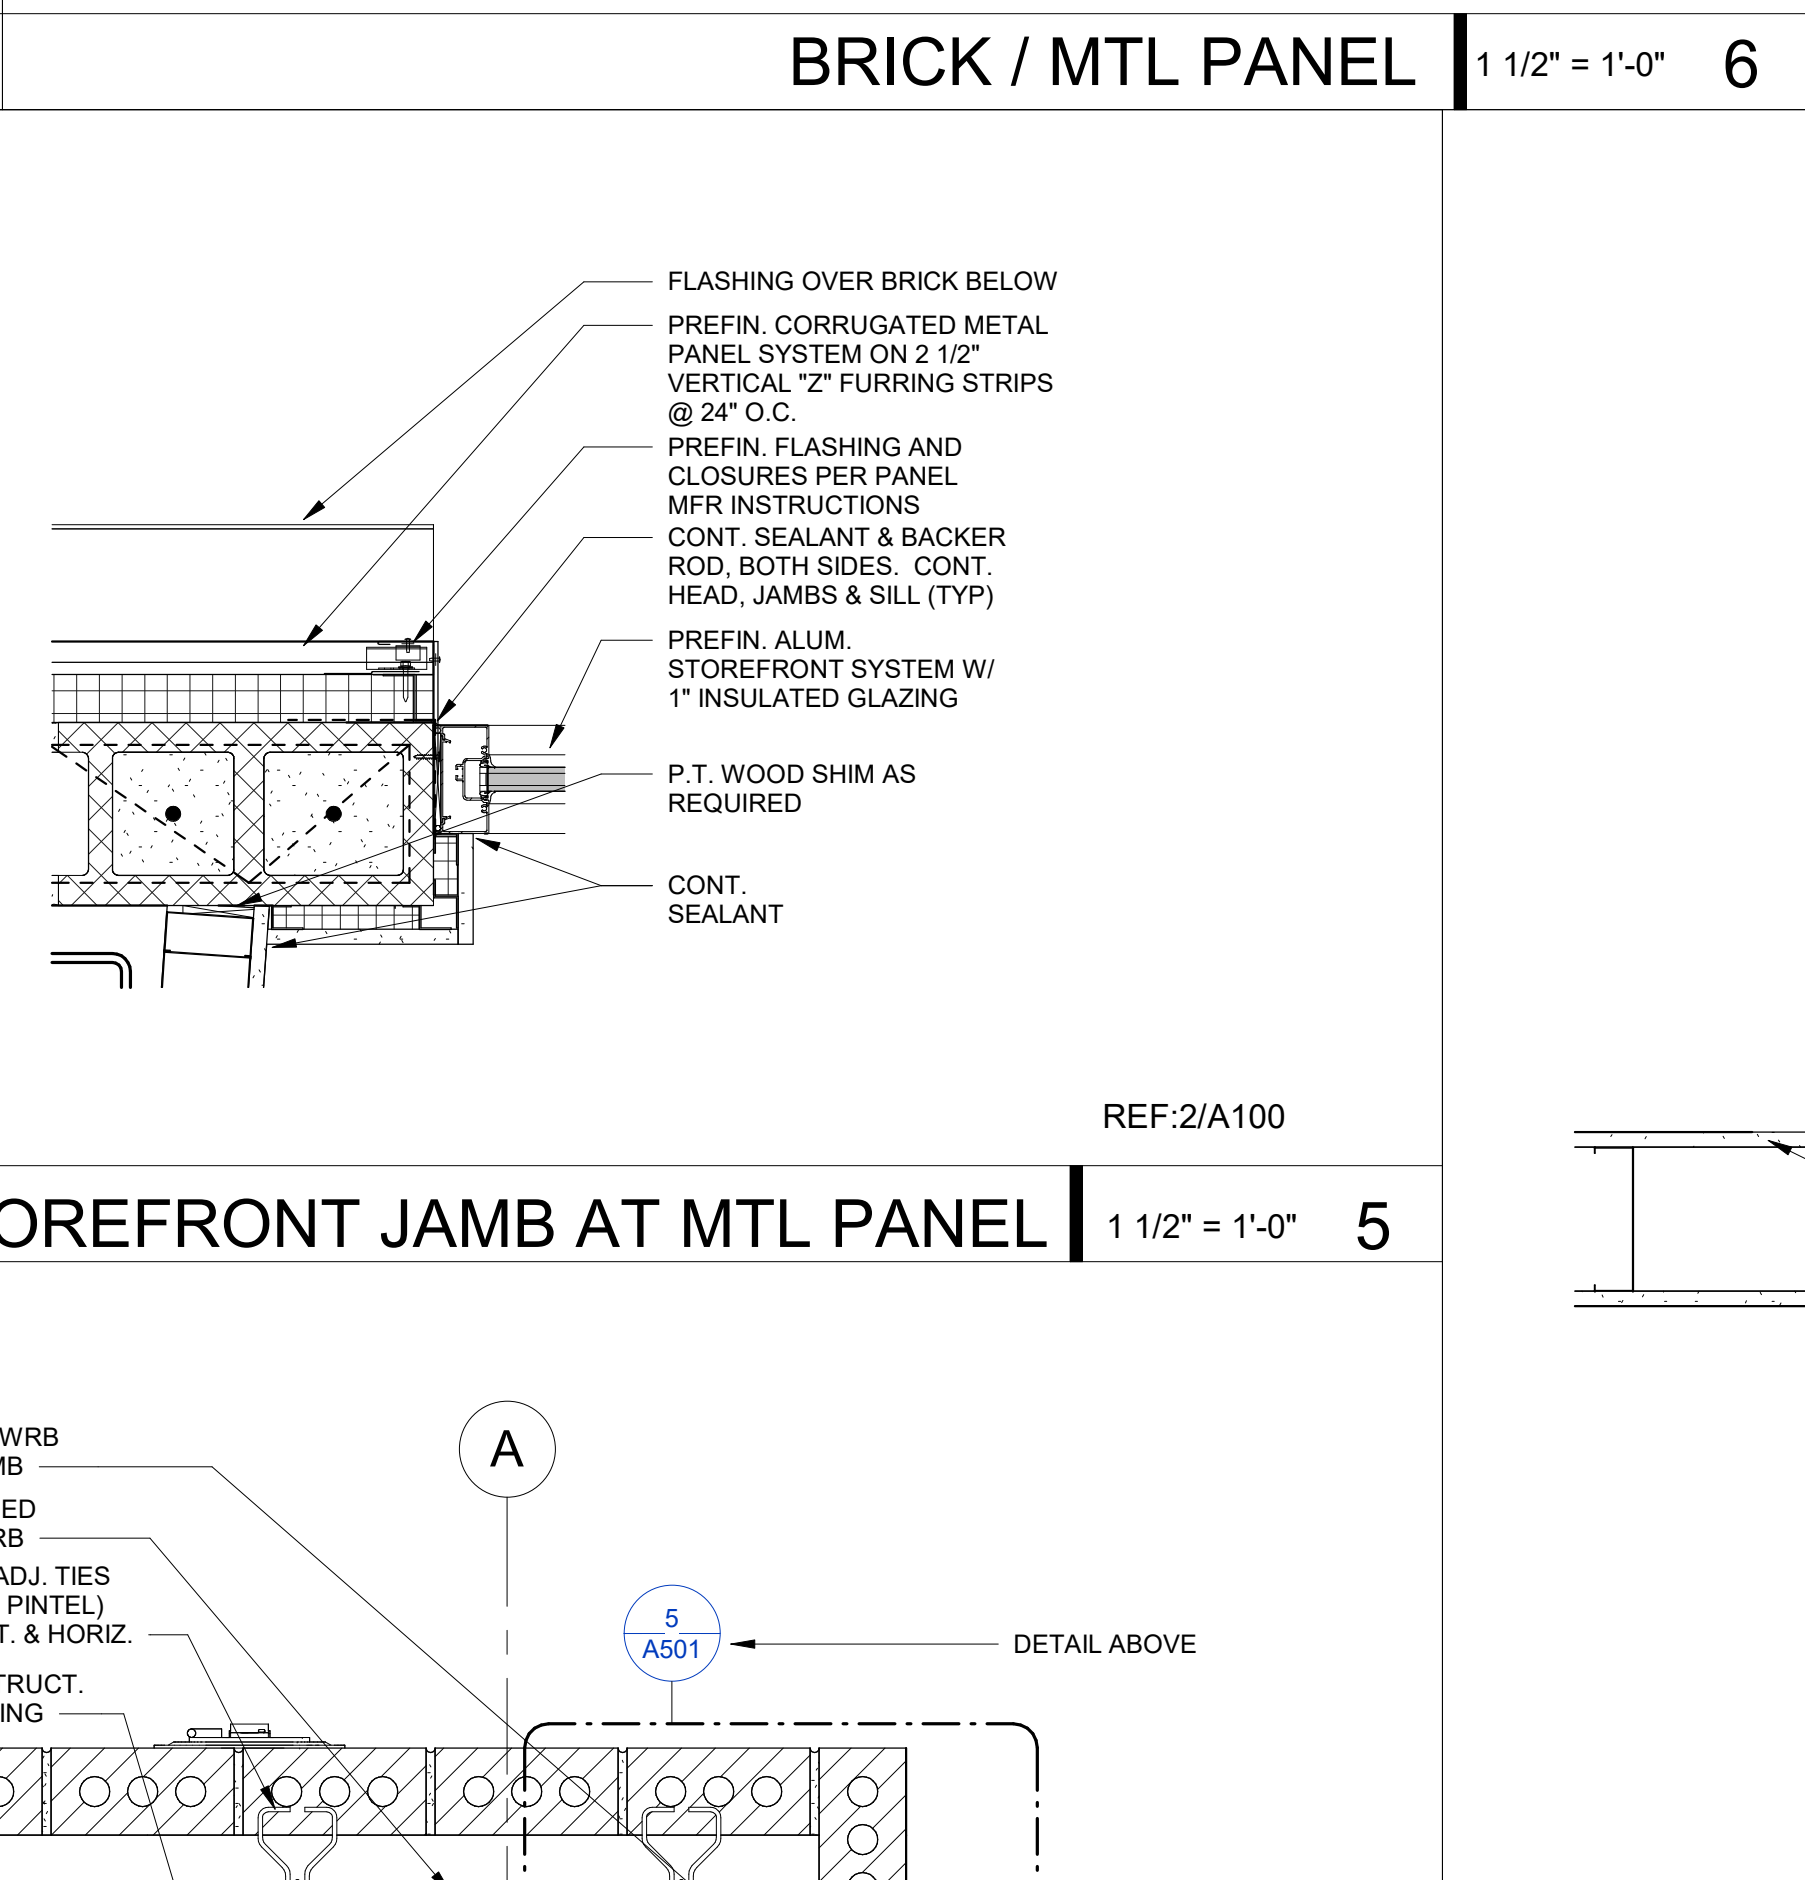 BRICK / MTL PANEL
1 1/2" = 1'-0"
6
FLASHING OVER BRICK BELOW
PREFIN. CORRUGATED METAL
PANEL SYSTEM ON 2 1/2"
VERTICAL "Z" FURRING STRIPS
@ 24" O.C.
PREFIN. FLASHING AND
CLOSURES PER PANEL
MFR INSTRUCTIONS
CONT. SEALANT & BACKER
ROD, BOTH SIDES. CONT.
HEAD, JAMBS & SILL (TYP)
PREFIN. ALUM.
STOREFRONT SYSTEM W/
1" INSULATED GLAZING
P.T. WOOD SHIM AS
REQUIRED
CONT.
SEALANT
REF:2/A100
OREFRONT JAMB AT MTL PANEL
1 1/2" = 1'-0"
5
WRB
MB
ED
RB
ADJ. TIES
PINTEL)
T. & HORIZ.
TRUCT.
ING
A
5
A501
DETAIL ABOVE